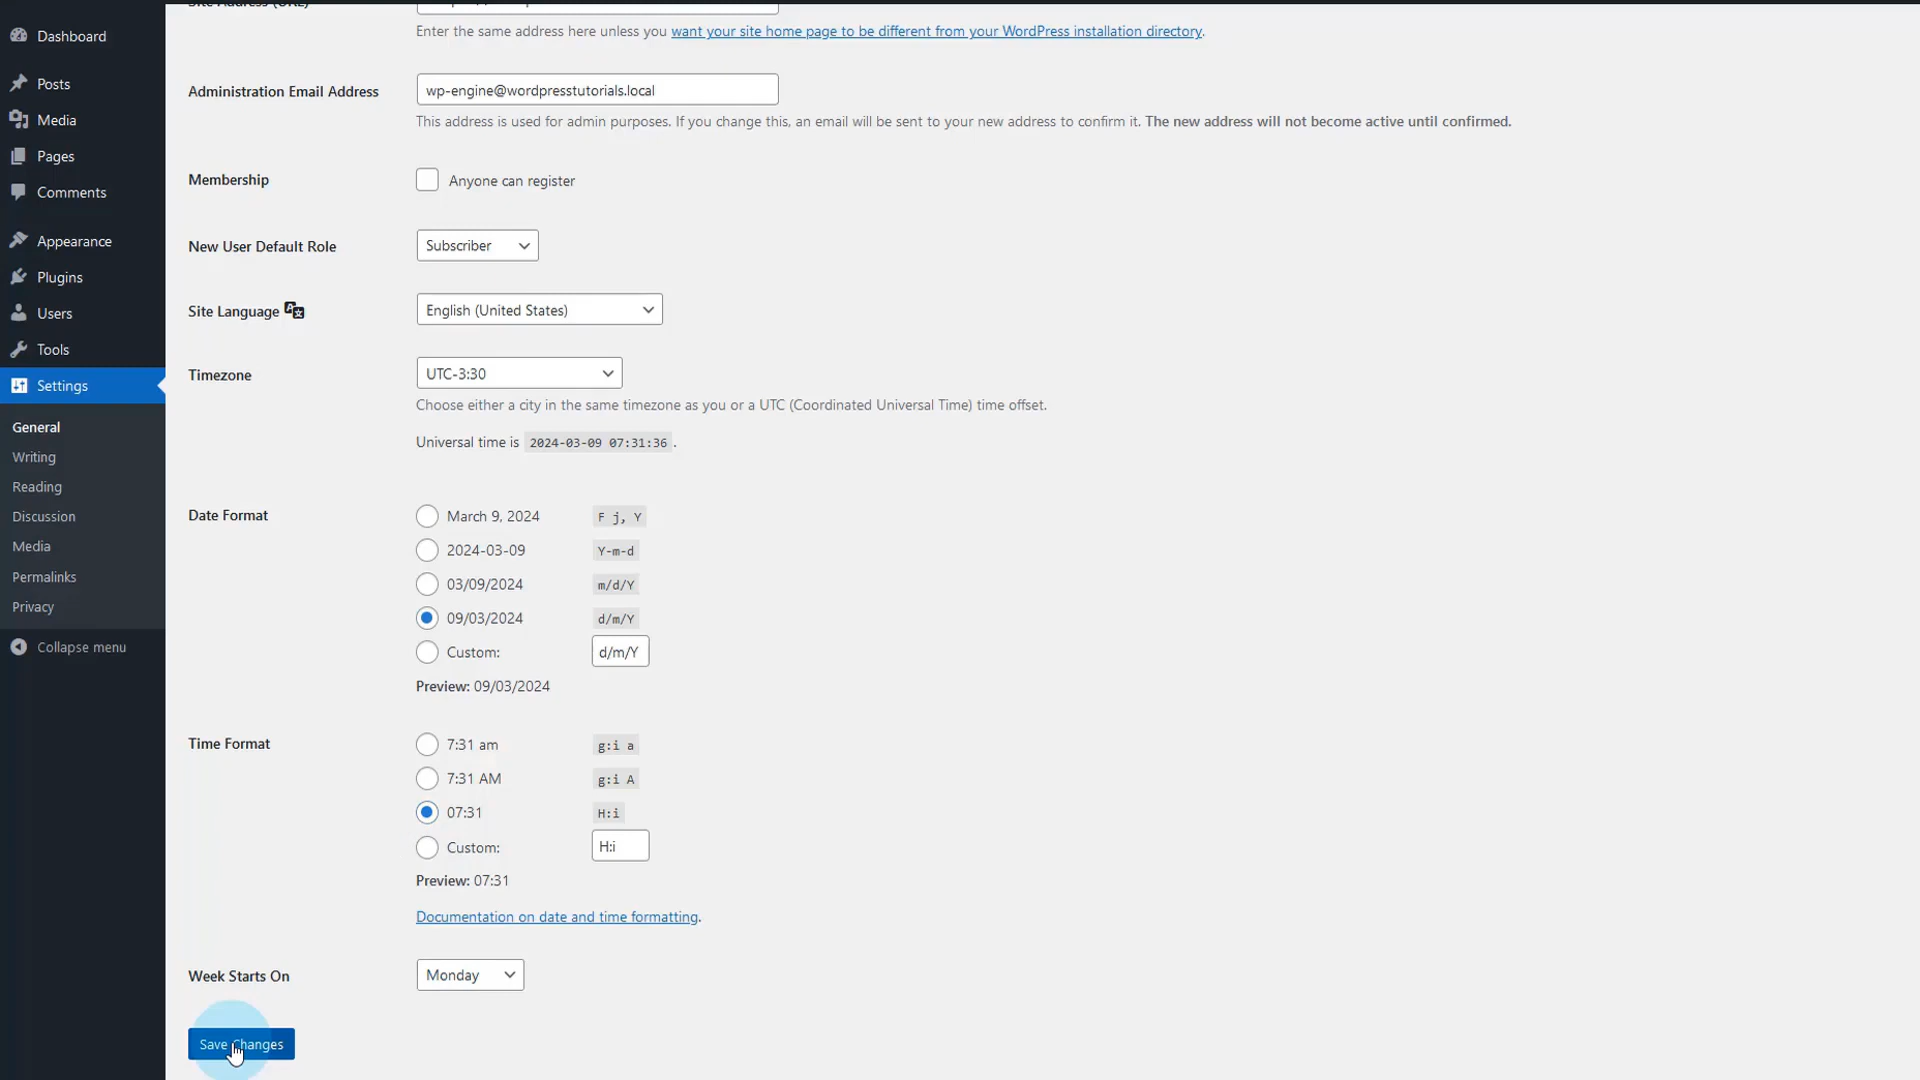 Dashboard
Posts
Media
Pages
Comments
Appearance
Plugins
Users
Tools
Settings
General
Writing
Reading
Discussion
Media
Permalinks
Privacy
Collapse menu
Enter the same address here unless you want your site home page to be different from your WordPress installation directory.
Administration Email Address
wp-engine@wordpresstutorials.local
This address is used for admin purposes. If you change this, an email will be sent to your new address to confirm it. The new address will not become active until confirmed.
Membership
Anyone can register
New User Default Role
Subscriber
Site Language
English (United States)
Timezone
UTC-3:30
Choose either a city in the same timezone as you or a UTC (Coordinated Universal Time) time offset.
Universal time is 2024-03-09 07:31:36 .
Date Format
March 9, 2024 F j, Y
2024-03-09 Y-m-d
03/09/2024 m/d/Y
09/03/2024 d/m/Y
Custom: d/m/Y
Preview: 09/03/2024
Time Format
7:31 am g:i a
7:31 AM g:i A
07:31 H:i
Custom: H:i
Preview: 07:31
Documentation on date and time formatting.
Week Starts On
Monday
Save Changes